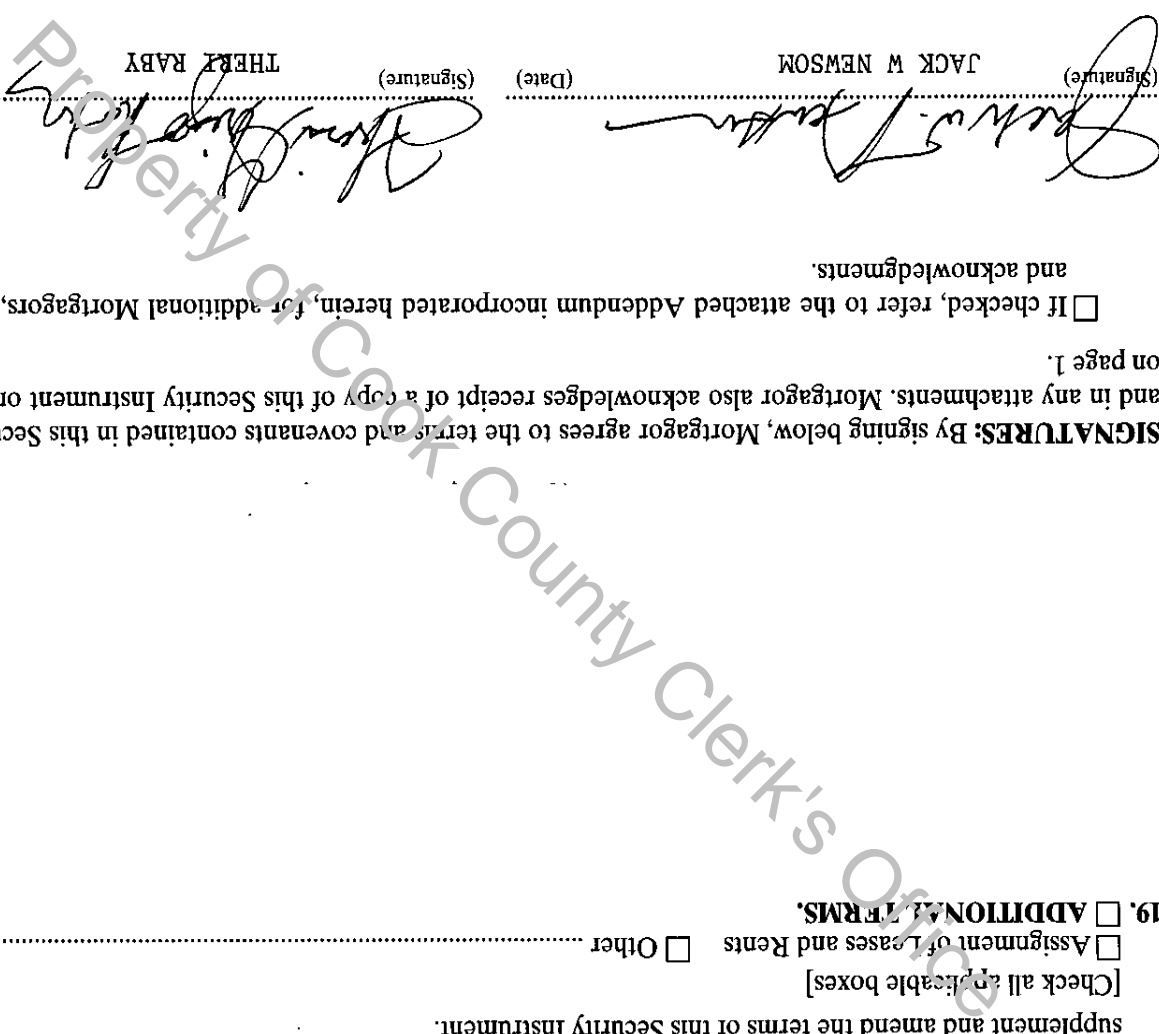 supplement and amend the terms of this Security Instrument.
[Check all applicable boxes]
☐ Assignment of Leases and Rents ☐ Other
19. ☐ ADDITIONAL TERMS.
SIGNATURES: By signing below, Mortgagor agrees to the terms and covenants contained in this Sec
and in any attachments. Mortgagor also acknowledges receipt of a copy of this Security Instrument on
on page 1.
☐ If checked, refer to the attached Addendum incorporated herein, for additional Mortgagors,
and acknowledgments.
Jack W. Newsom
(Signature) JACK W NEWSOM (Date) (Signature) THERI RABY
Property of Cook County Clerk's Office